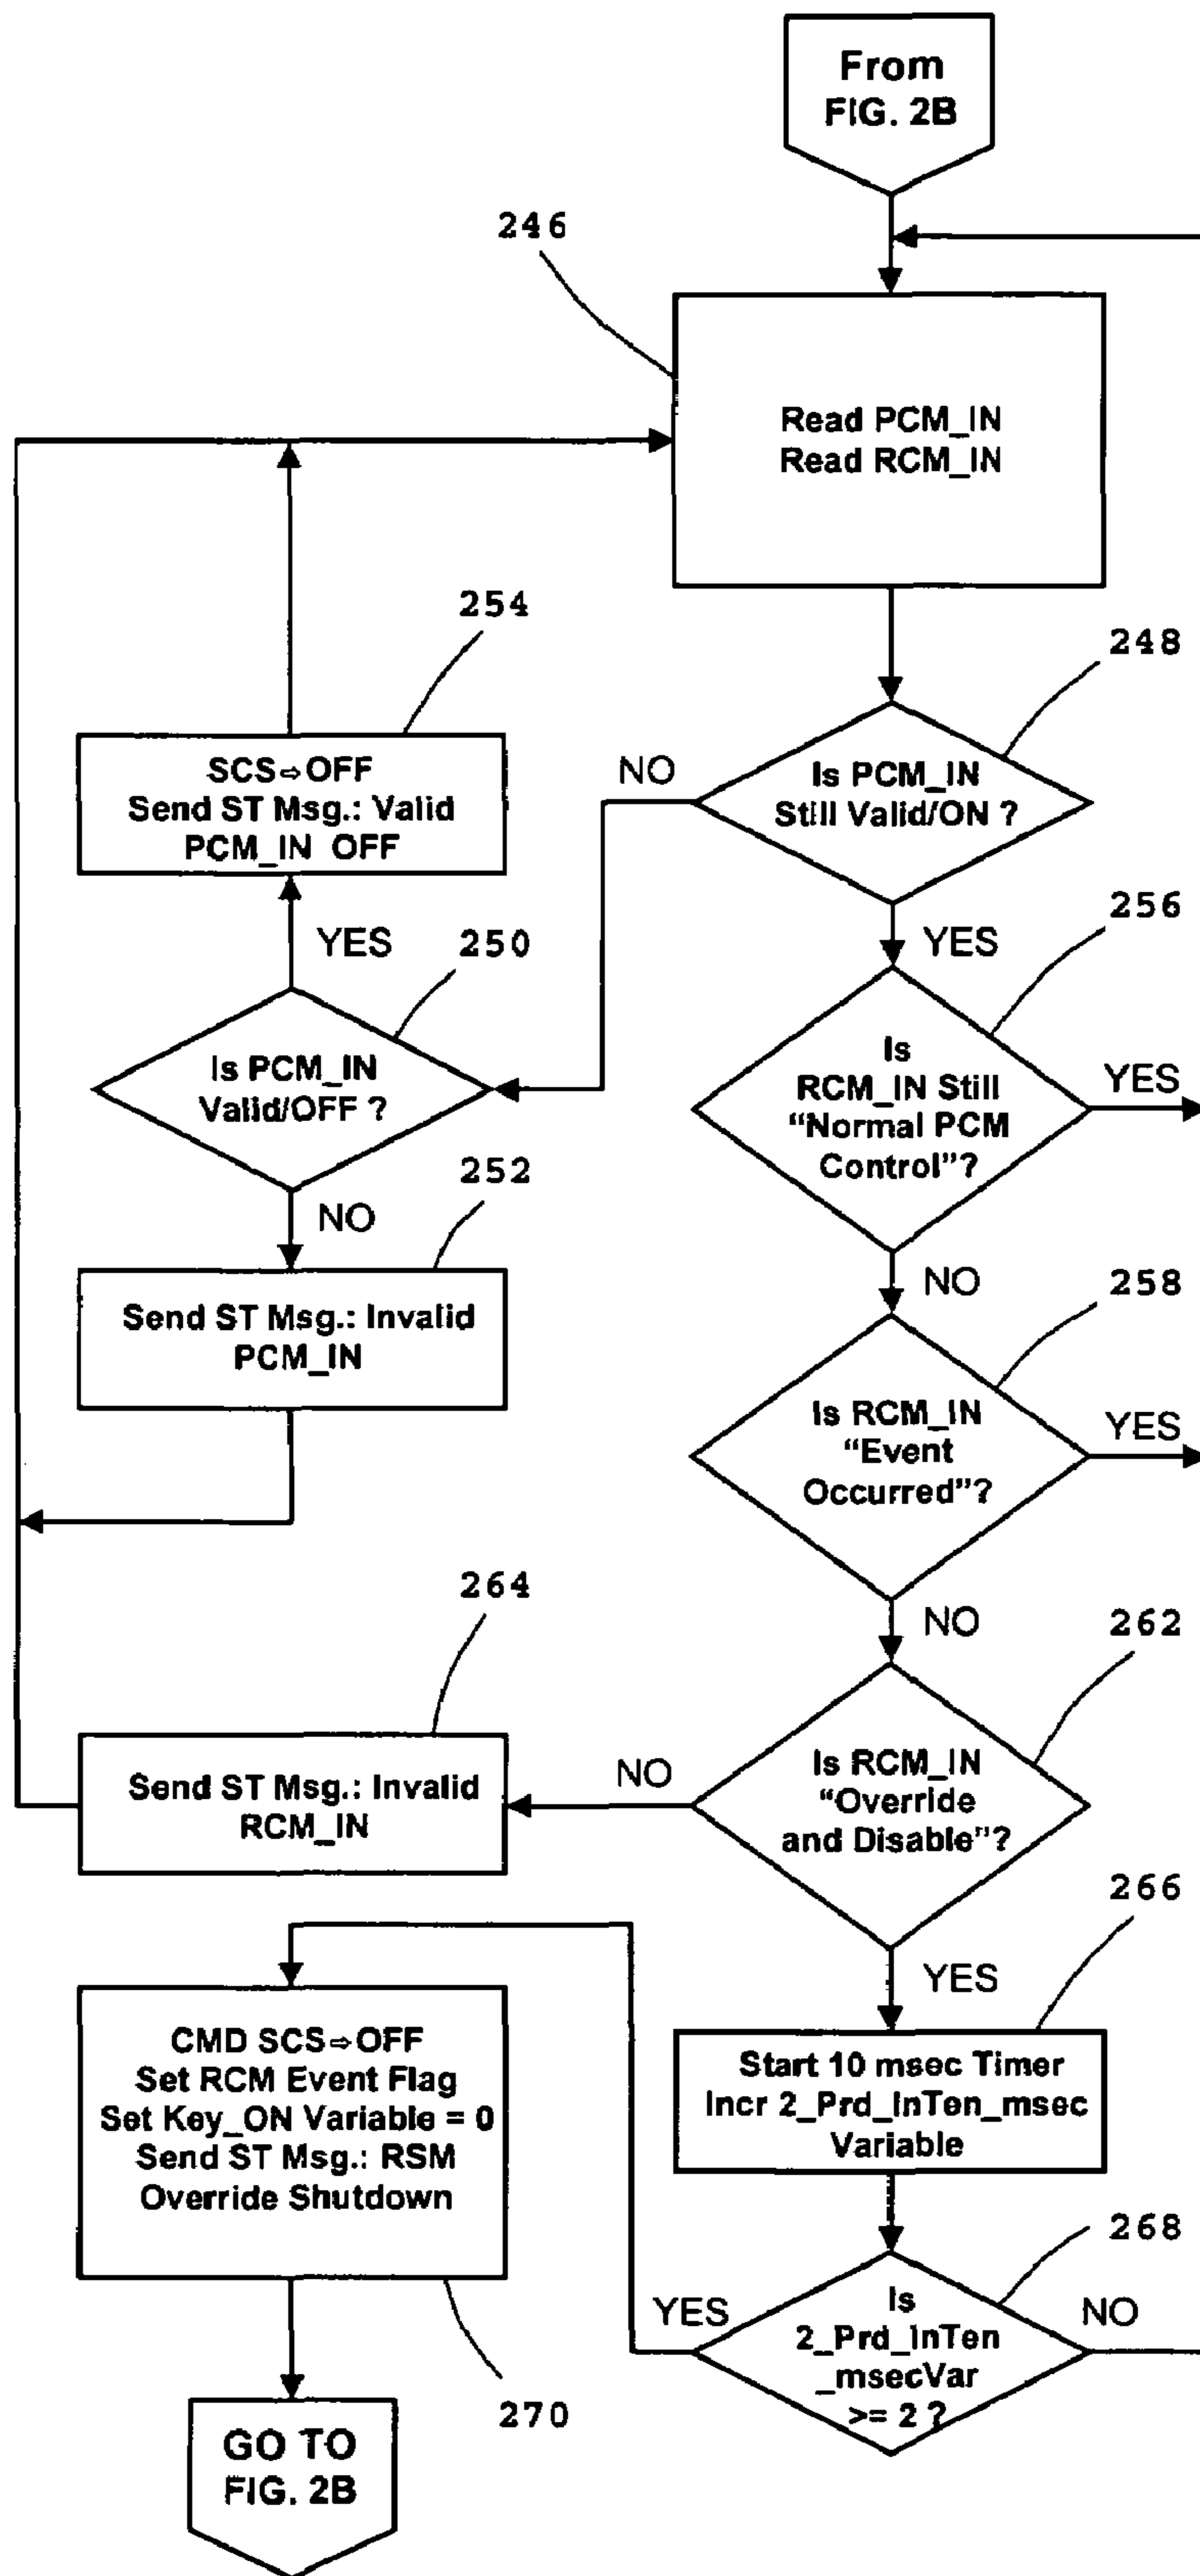 From
FIG. 2B
246
Read PCM_IN
Read RCM_IN
254
248
SCS⇨OFF
Send ST Msg.: Valid
PCM_IN OFF
NO
Is PCM_IN
Still Valid/ON ?
256
YES
250
YES
Is PCM_IN
Valid/OFF ?
Is
RCM_IN Still
“Normal PCM
Control”?
YES
252
NO
NO
258
Send ST Msg.: Invalid
PCM_IN
Is RCM_IN
“Event
Occurred”?
YES
264
NO
262
Send ST Msg.: Invalid
RCM_IN
NO
Is RCM_IN
“Override
and Disable”?
266
YES
CMD SCS⇨OFF
Set RCM Event Flag
Set Key_ON Variable = 0
Send ST Msg.: RSM
Override Shutdown
Start 10 msec Timer
Incr 2_Prd_InTen_msec
Variable
268
YES
Is
2_Prd_InTen
_msecVar
>= 2 ?
NO
270
GO TO
FIG. 2B